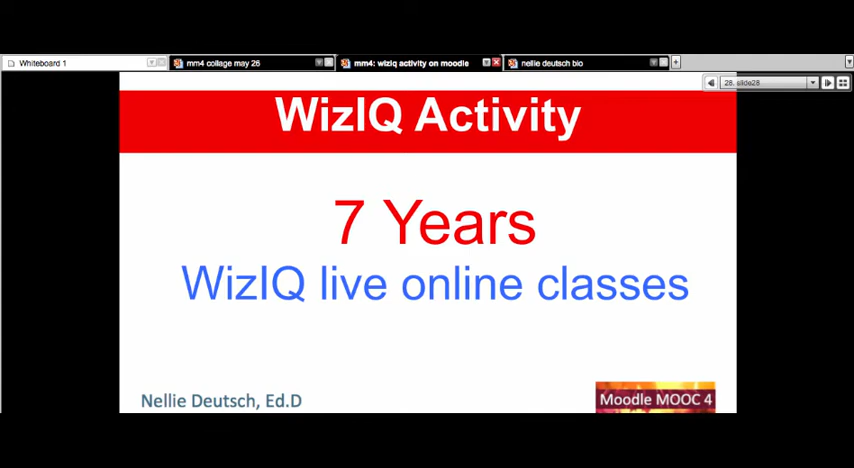 Whiteboard 1
mm4 collage may 26
mm4: wiziq activity on moodle
nellie deutsch bio
28. slide28
WizIQ Activity
7 Years
WizIQ live online classes
Nellie Deutsch, Ed.D
Moodle MOOC 4